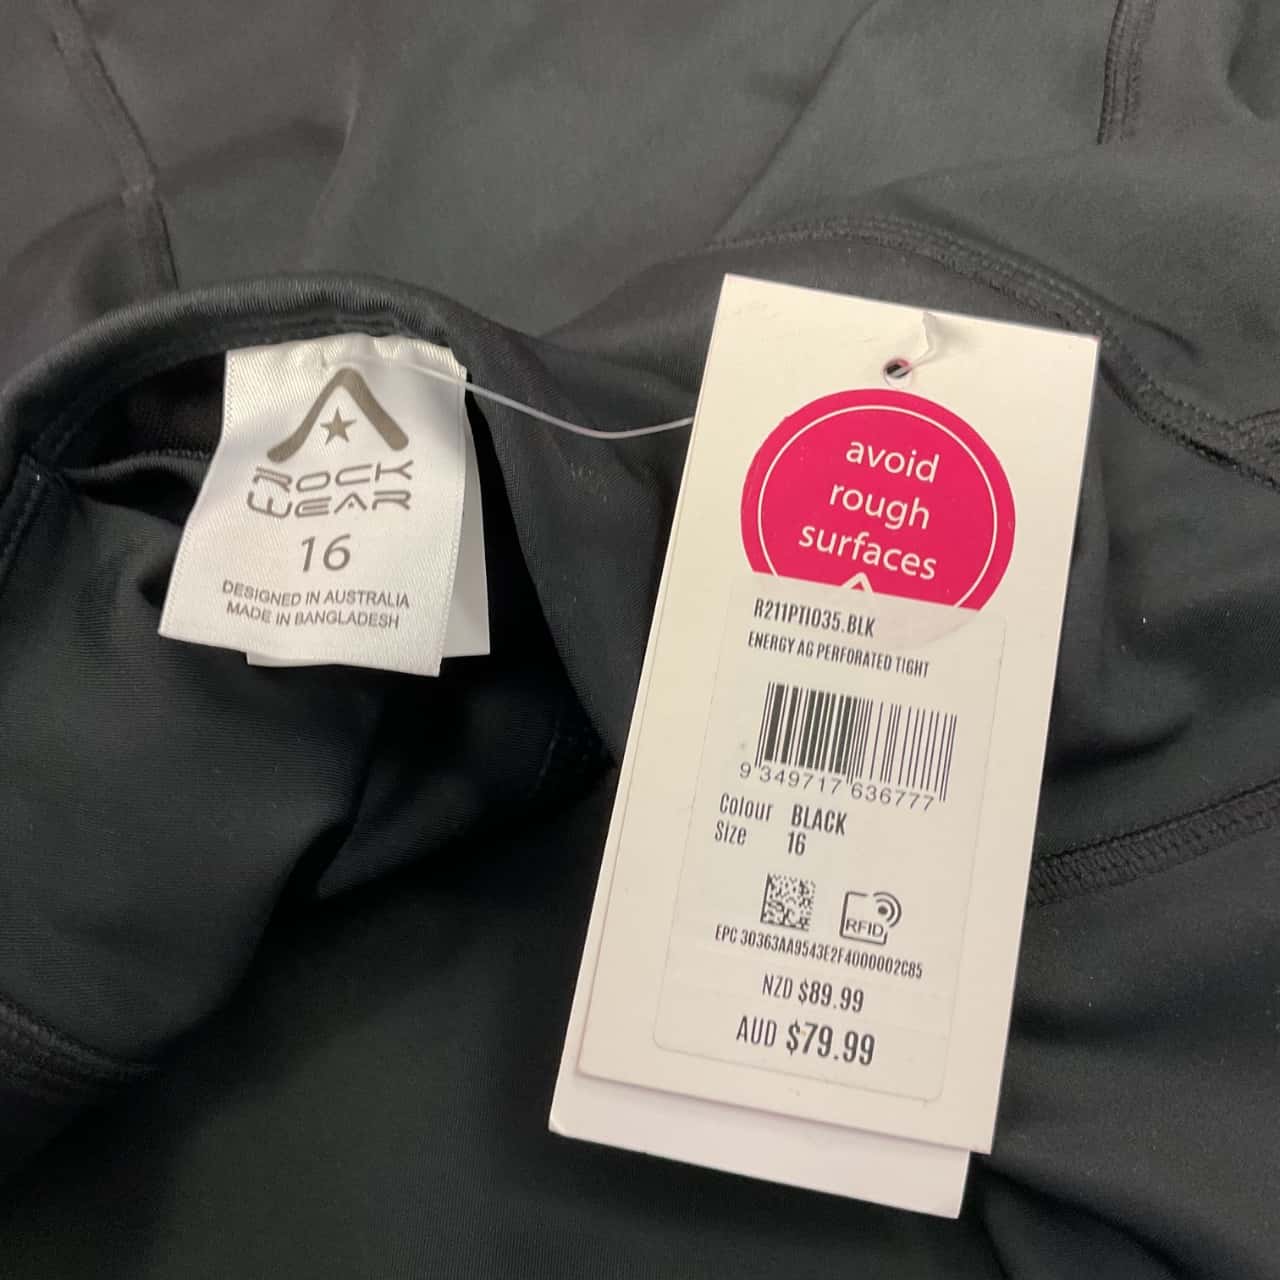 ROCK
WEAR
16
DESIGNED IN AUSTRALIA
MADE IN BANGLADESH
avoid
rough
surfaces
R211PTI035.BLK
ENERGY AG PERFORATED TIGHT
9 349717 636777
Colour BLACK
Size 16
RFID
EPC 30363AA9543E2F4000002C85
NZD $89.99
AUD $79.99